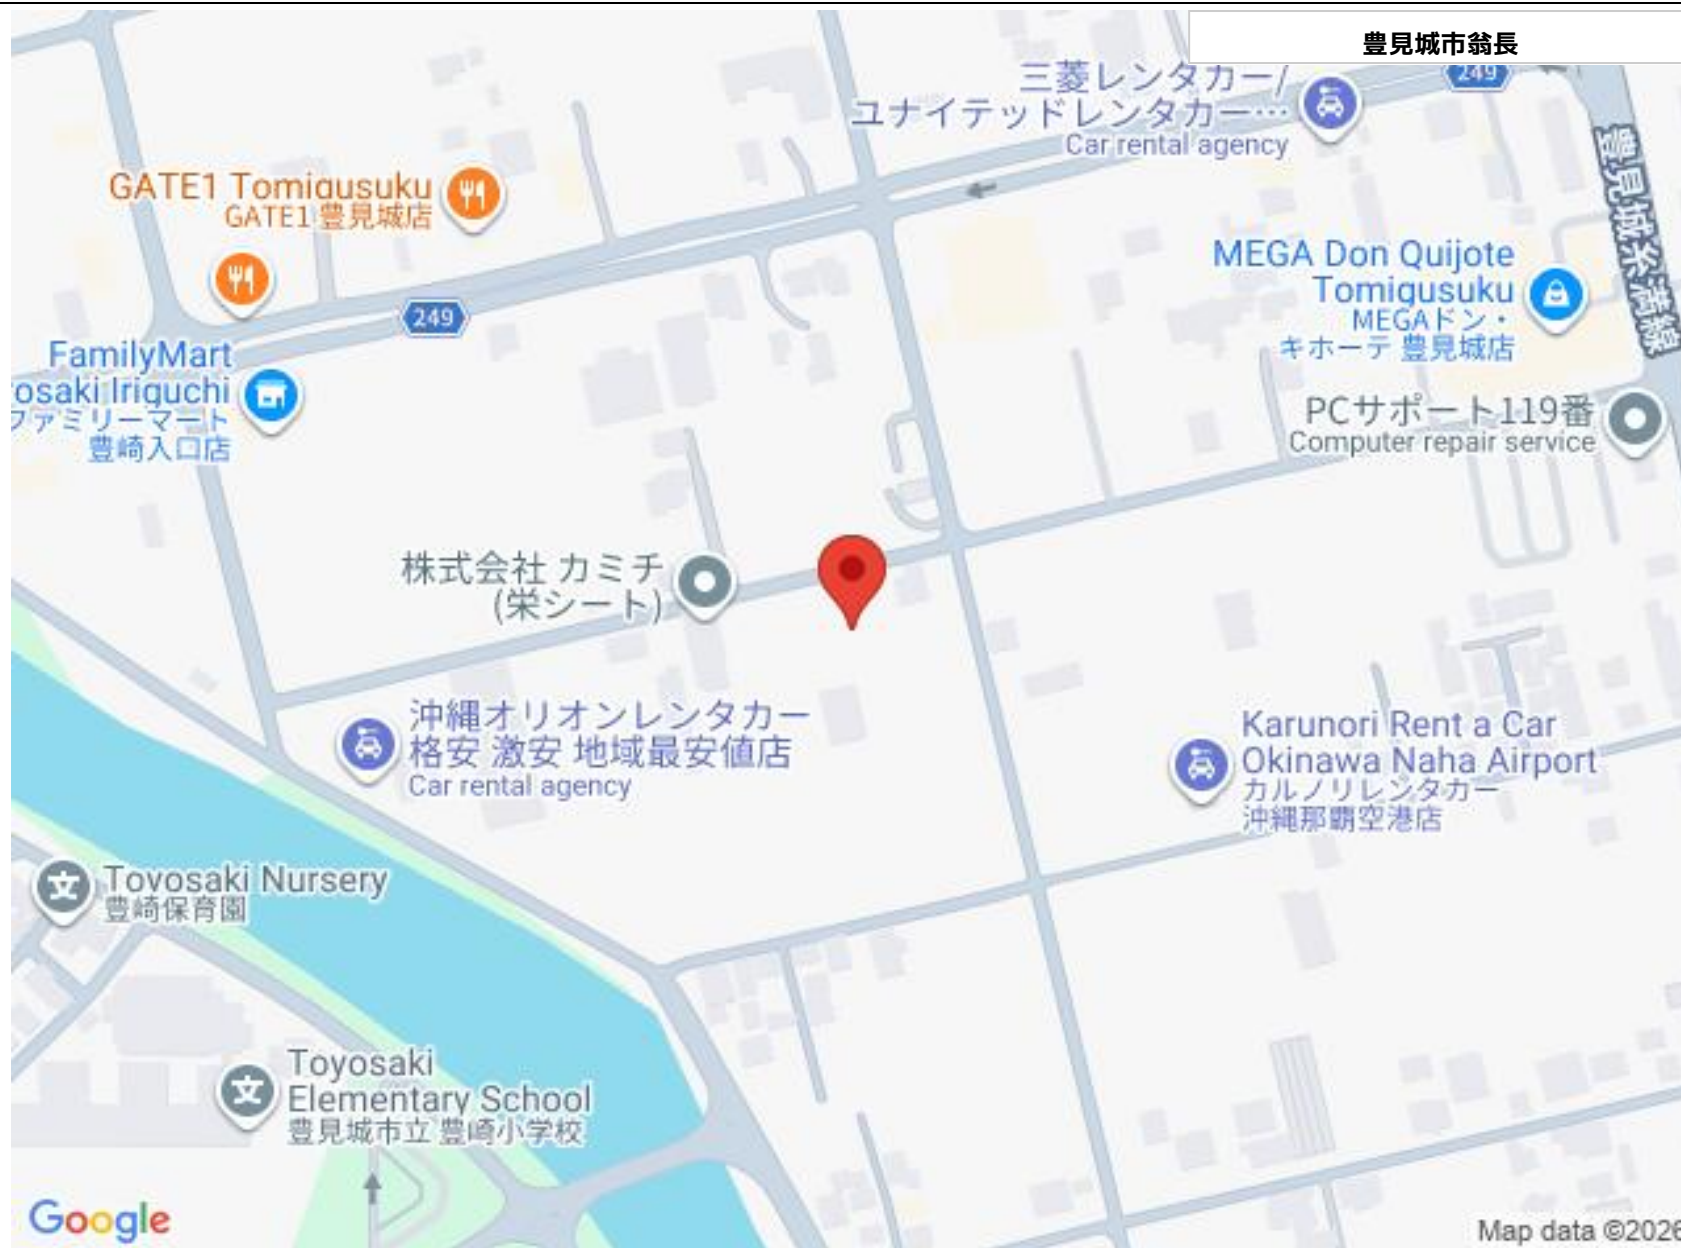 豊見城市翁長
249
三菱レンタカー/
ユナイテッドレンタカー…
Car rental agency
豊見城糸満線
GATE1 Tomigusuku
GATE1 豊見城店
MEGA Don Quijote
Tomigusuku
MEGAドン・
キホーテ 豊見城店
249
FamilyMart
osaki Iriguchi
ファミリーマート
豊崎入口店
PCサポート119番
Computer repair service
株式会社 カミチ
(栄シート)
沖縄オリオンレンタカー
格安 激安 地域最安値店
Car rental agency
Karunori Rent a Car
Okinawa Naha Airport
カルノリレンタカー
沖縄那覇空港店
Toyosaki Nursery
豊崎保育園
Toyosaki
Elementary School
豊見城市立 豊崎小学校
Google
Map data ©2026